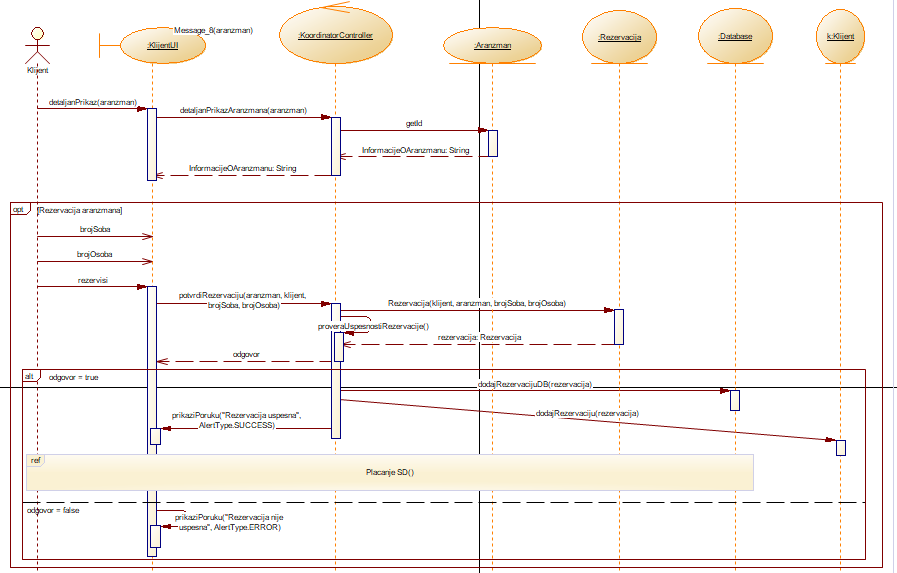 Message_8(aranzman)
Klijent
:KlijentUI
:KoordinatorController
:Aranzman
:Rezervacija
:Database
k:Klijent
detaljanPrikaz(aranzman)
detaljanPrikazAranzmana(aranzman)
getId
InformacijeOAranzmanu: String
InformacijeOAranzmanu: String
opt
[Rezervacija aranzmana]
brojSoba
brojOsoba
rezervisi
potvrdiRezervaciju(aranzman, klijent,
brojSoba, brojOsoba)
Rezervacija(klijent, aranzman, brojSoba, brojOsoba)
proveraUspesnostiRezervacije()
rezervacija: Rezervacija
odgovor
alt
odgovor = true
dodajRezervacijuDB(rezervacija)
dodajRezervaciju(rezervacija)
prikaziPoruku("Rezervacija uspesna",
AlertType.SUCCESS)
ref
Placanje SD()
odgovor = false
prikaziPoruku("Rezervacija nije
uspesna", AlertType.ERROR)